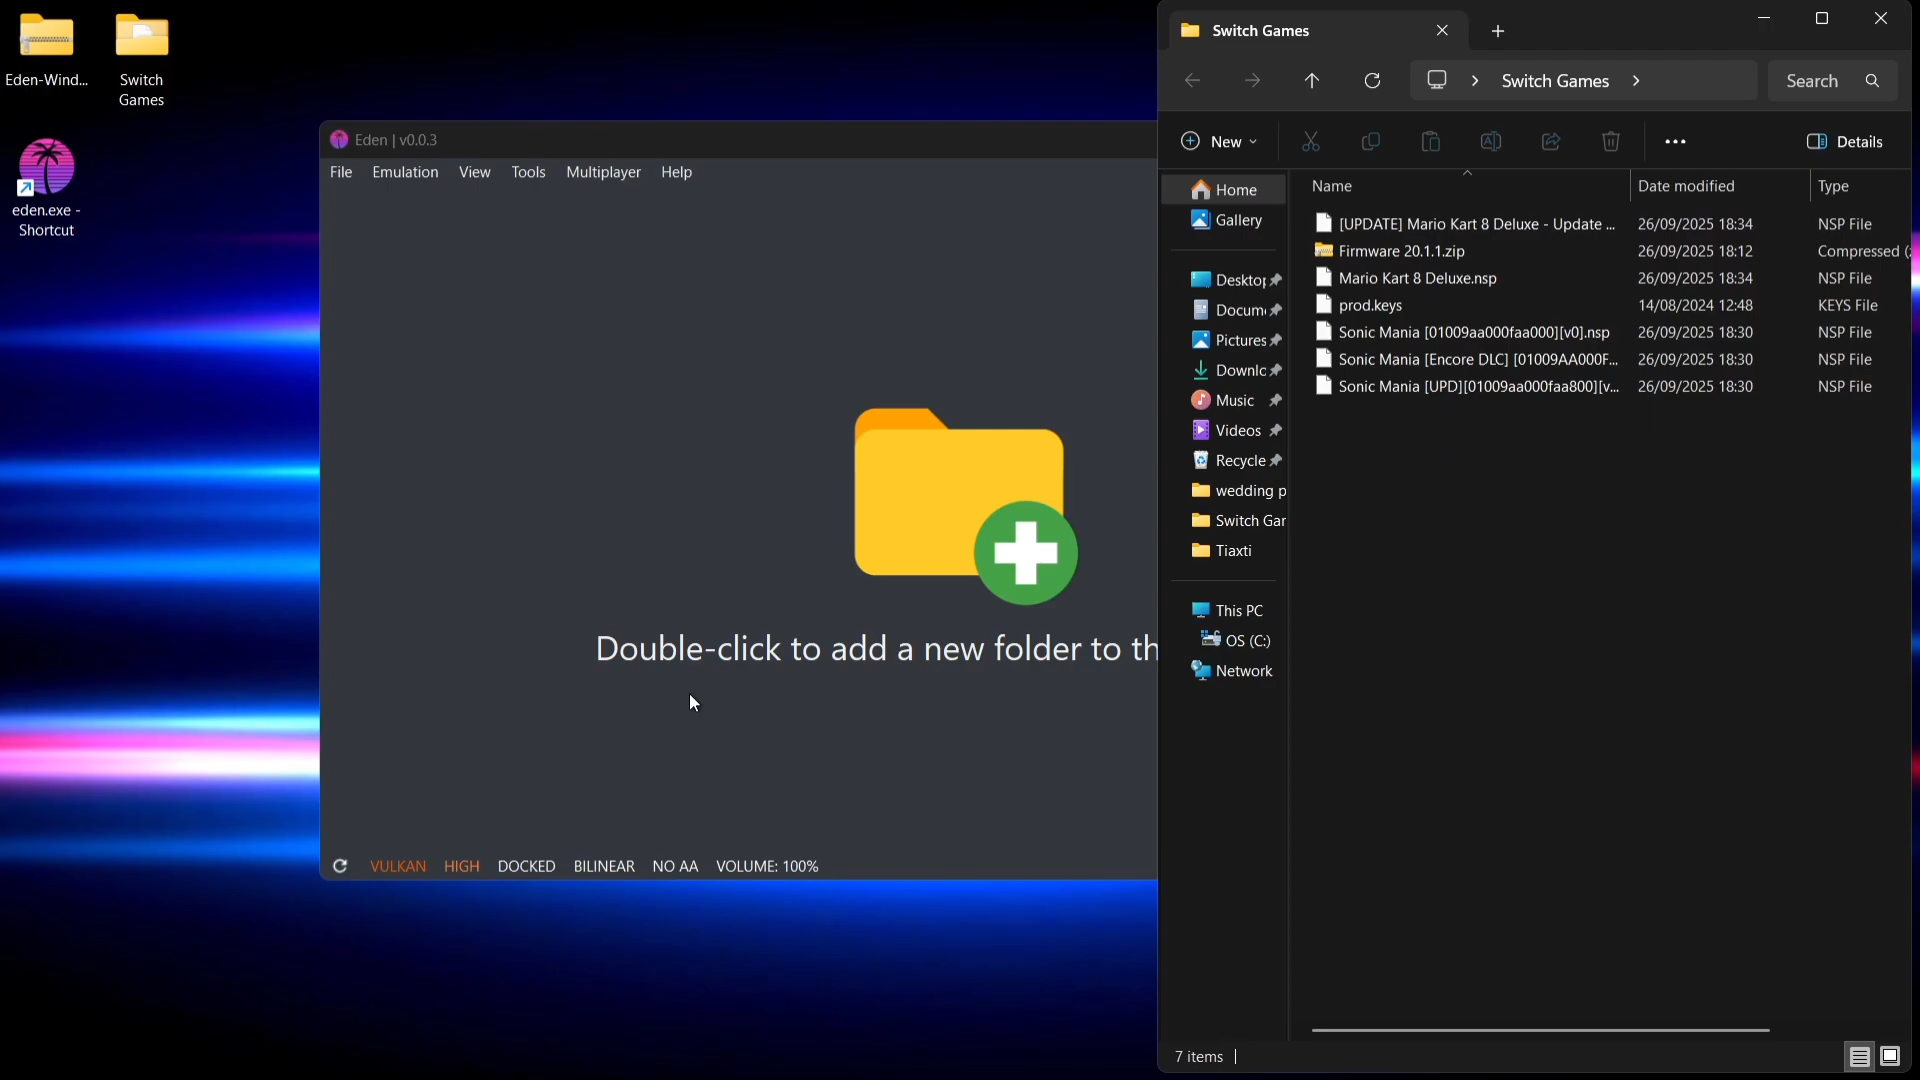 Eden-Wind...
Switch
Games
eden.exe -
Shortcut
Eden | v0.0.3
File Emulation View Tools Multiplayer Help
Double-click to add a new folder to th
VULKAN HIGH DOCKED BILINEAR NO AA VOLUME: 100%
Switch Games
Switch Games
Search
New
Details
Home
Gallery
Desktop
Docum
Pictures
Downlo
Music
Videos
Recycle
wedding p
Switch Gar
Tiaxti
This PC
OS (C:)
Network
Name Date modified Type
[UPDATE] Mario Kart 8 Deluxe - Update ... 26/09/2025 18:34 NSP File
Firmware 20.1.1.zip 26/09/2025 18:12 Compressed (
Mario Kart 8 Deluxe.nsp 26/09/2025 18:34 NSP File
prod.keys 14/08/2024 12:48 KEYS File
Sonic Mania [01009aa000faa000][v0].nsp 26/09/2025 18:30 NSP File
Sonic Mania [Encore DLC] [01009AA000F... 26/09/2025 18:30 NSP File
Sonic Mania [UPD][01009aa000faa800][v... 26/09/2025 18:30 NSP File
7 items